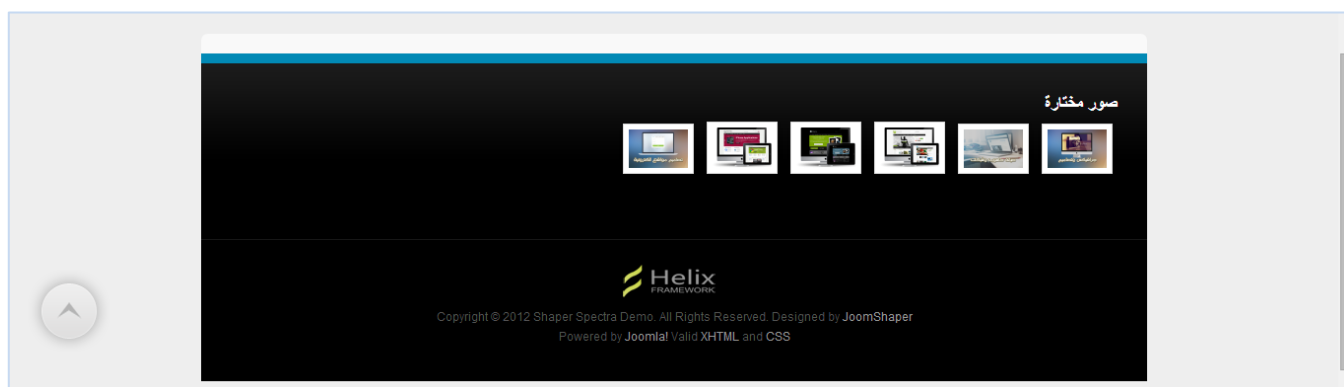 صور مختارة
Helix
FRAMEWORK
Copyright © 2012 Shaper Spectra Demo. All Rights Reserved. Designed by JoomShaper
Powered by Joomla! Valid XHTML and CSS